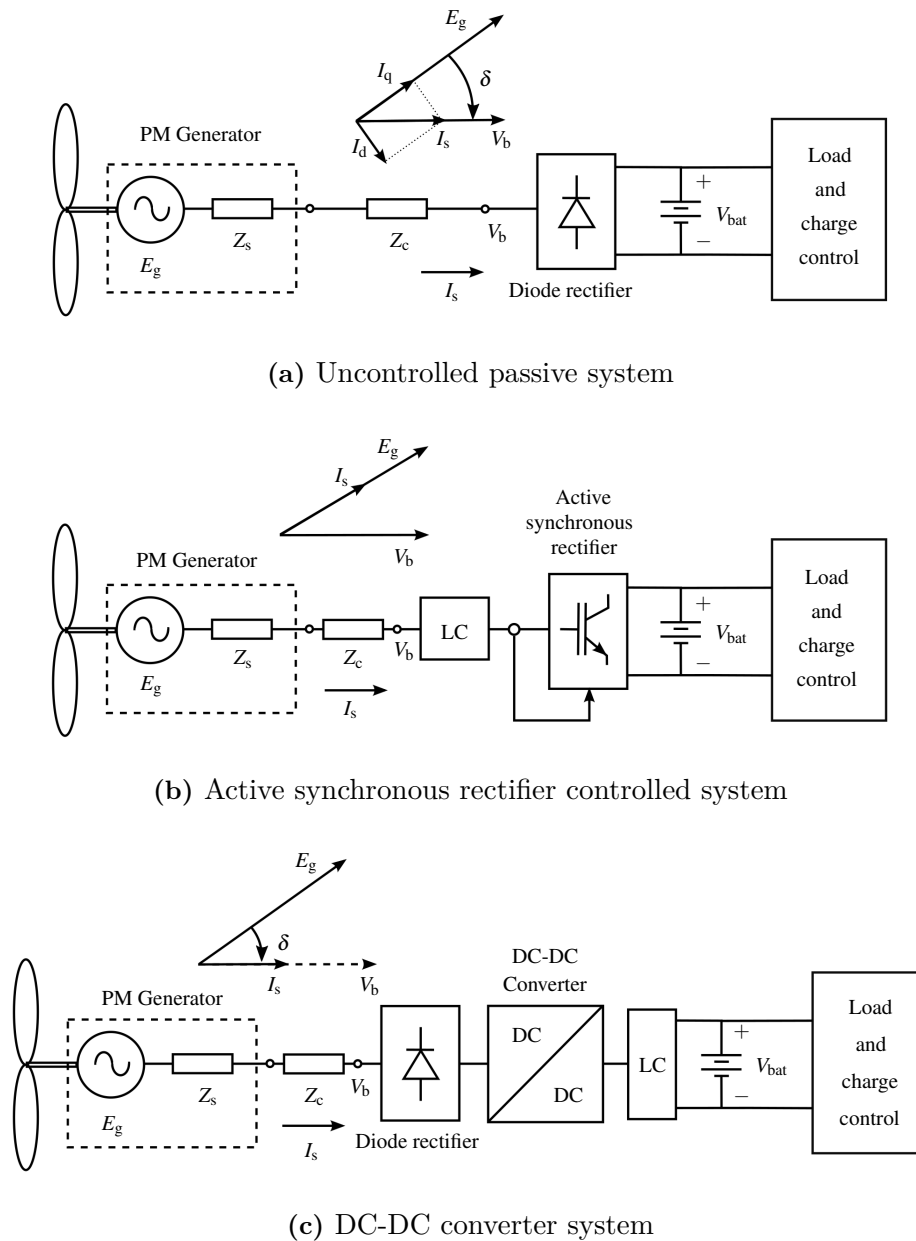 E_g
I_q
δ
I_d
I_s
V_b
PM Generator
E_g
Z_s
Z_c
V_b
I_s
Diode rectifier
+
V_bat
−
Load
and
charge
control
(a) Uncontrolled passive system
E_g
I_s
V_b
PM Generator
E_g
Z_s
Z_c
V_b
I_s
LC
Active
synchronous
rectifier
+
V_bat
−
Load
and
charge
control
(b) Active synchronous rectifier controlled system
E_g
δ
I_s
V_b
PM Generator
E_g
Z_s
Z_c
V_b
I_s
Diode rectifier
DC-DC
Converter
DC
DC
LC
+
V_bat
−
Load
and
charge
control
(c) DC-DC converter system